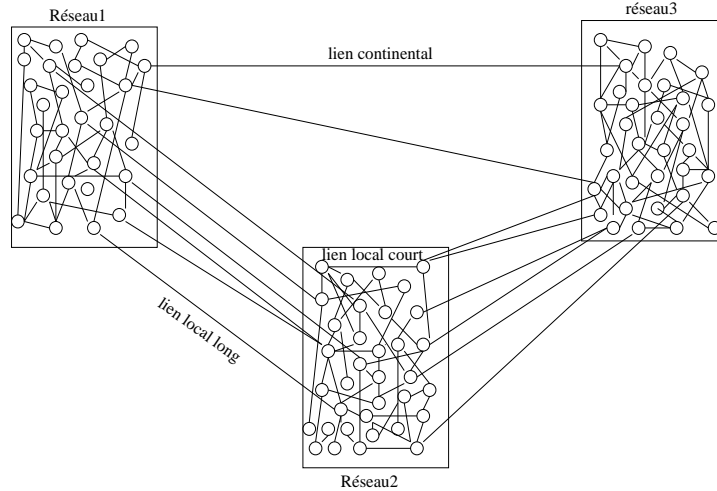 Réseau1
réseau3
lien continental
lien local court
lien local long
Réseau2